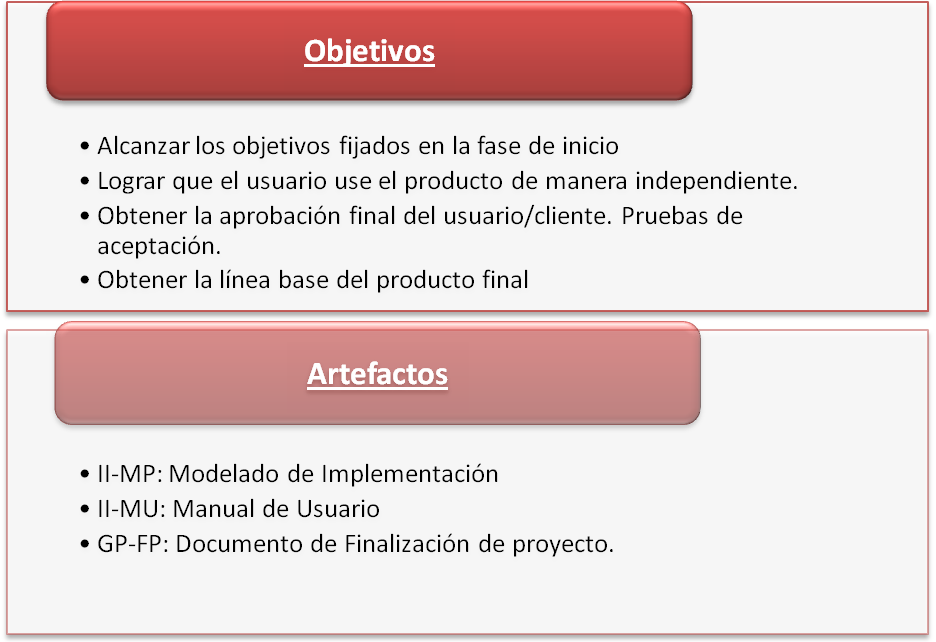 Objetivos
• Alcanzar los objetivos fijados en la fase de inicio
• Lograr que el usuario use el producto de manera independiente.
• Obtener la aprobación final del usuario/cliente. Pruebas de
aceptación.
• Obtener la línea base del producto final
Artefactos
• II-MP: Modelado de Implementación
• II-MU: Manual de Usuario
• GP-FP: Documento de Finalización de proyecto.